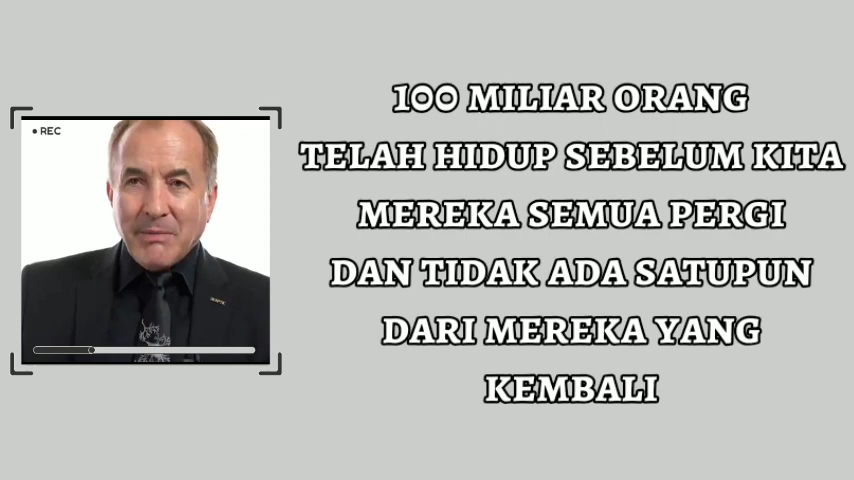 REC
100 MILIAR ORANG
TELAH HIDUP SEBELUM KITA
MEREKA SEMUA PERGI
DAN TIDAK ADA SATUPUN
DARI MEREKA YANG
KEMBALI